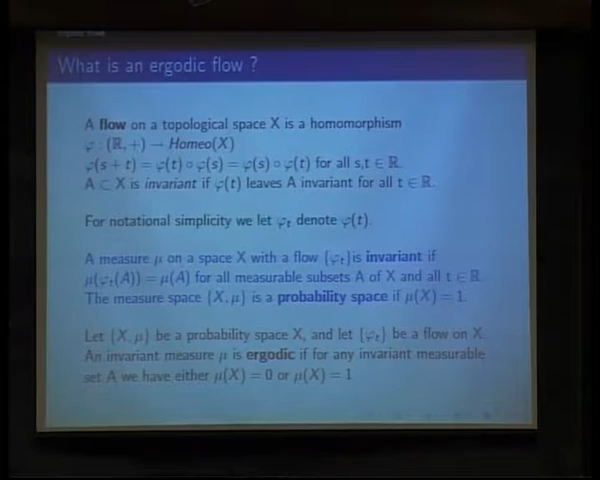 What is an ergodic flow ?
A flow on a topological space X is a homomorphism
φ : (ℝ, +) → Homeo(X)
φ(s + t) = φ(t) ∘ φ(s) = φ(s) ∘ φ(t) for all s,t ∈ ℝ.
A ⊂ X is invariant if φ(t) leaves A invariant for all t ∈ ℝ.
For notational simplicity we let φₜ denote φ(t).
A measure μ on a space X with a flow {φₜ}is invariant if
μ(φₜ(A)) = μ(A) for all measurable subsets A of X and all t ∈ ℝ.
The measure space {X, μ} is a probability space if μ(X) = 1.
Let {X, μ} be a probability space X, and let {φₜ} be a flow on X.
An invariant measure μ is ergodic if for any invariant measurable
set A we have either μ(X) = 0 or μ(X) = 1